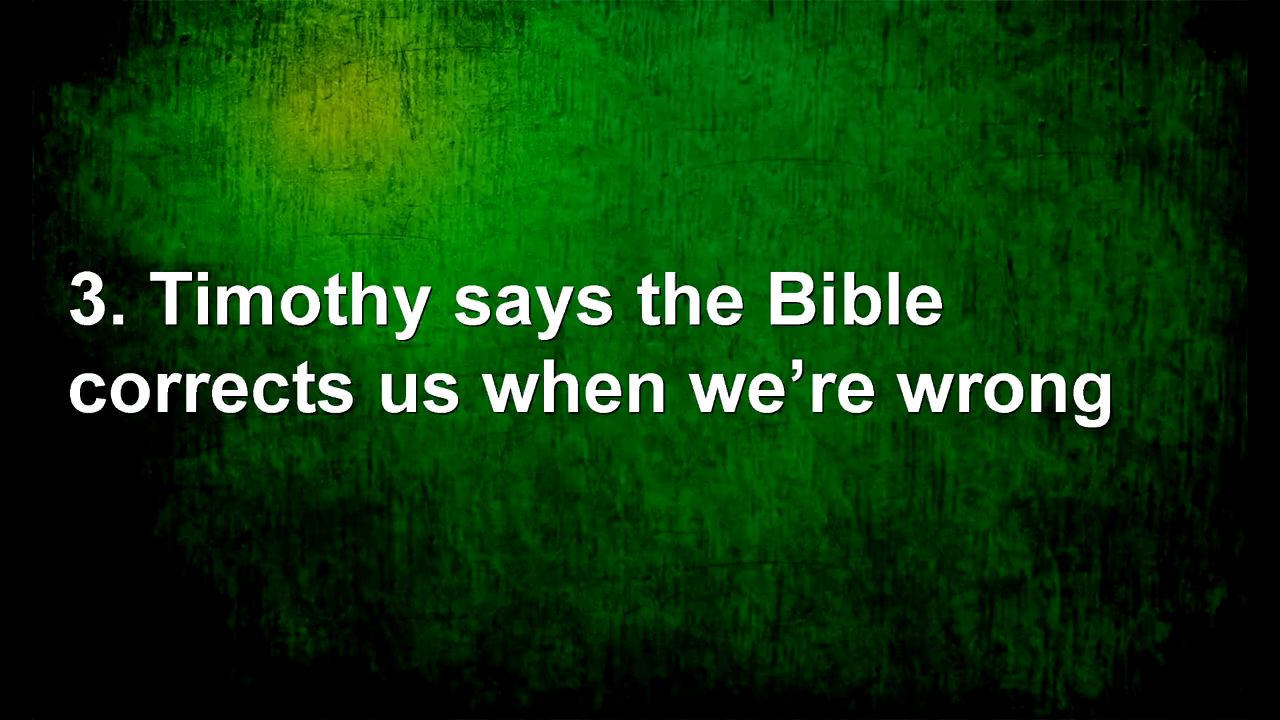 3. Timothy says the Bible
corrects us when we’re wrong